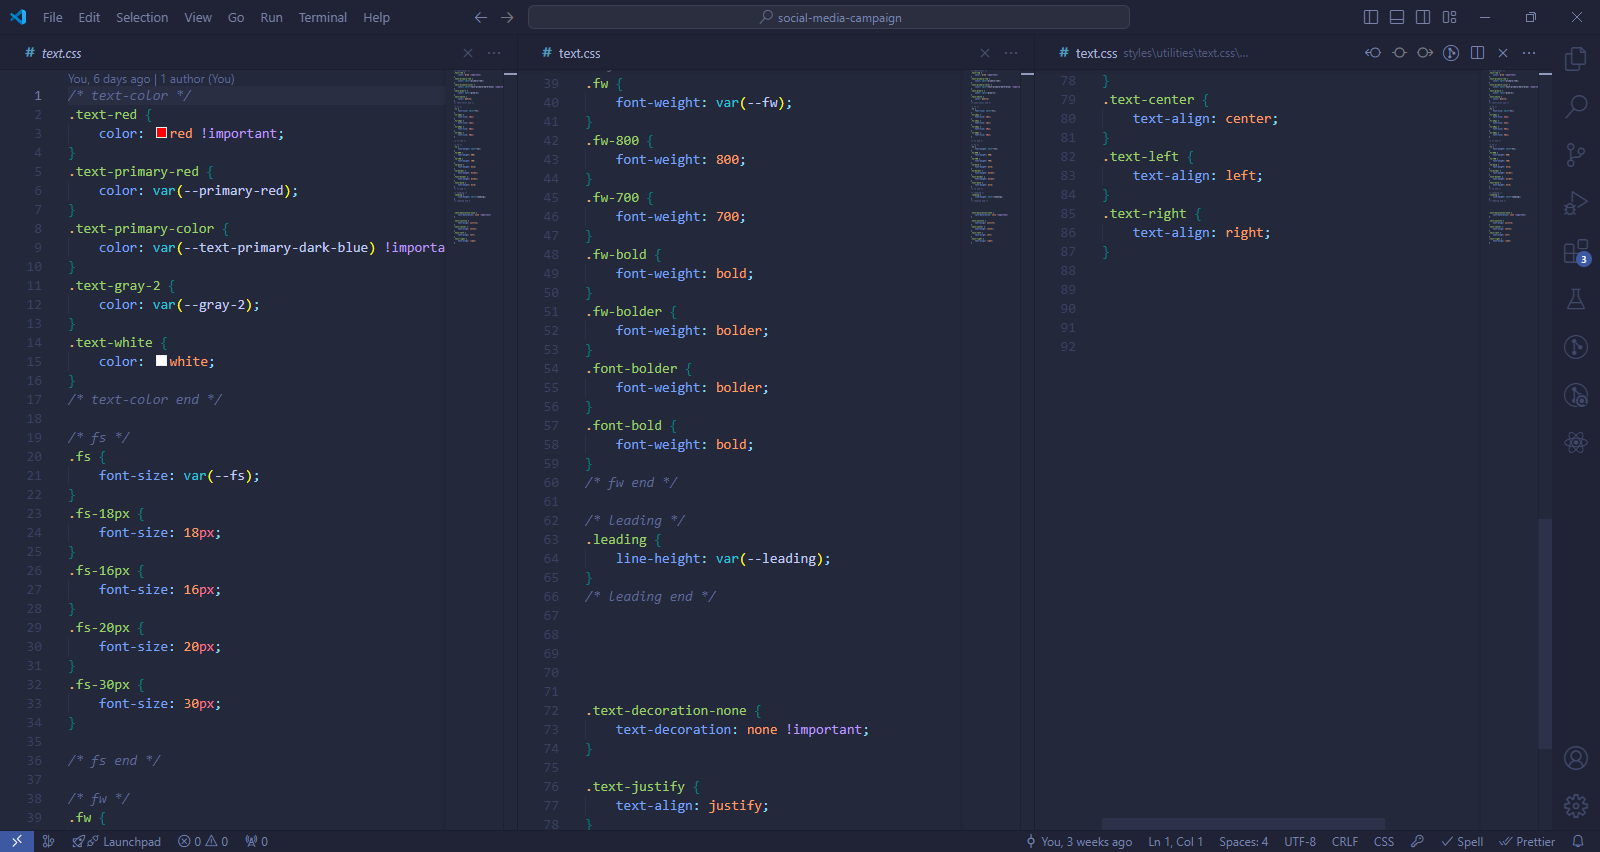 File Edit Selection View Go Run Terminal Help
social-media-campaign
# text.css
You, 6 days ago | 1 author (You)
1 /* text-color */
2 .text-red {
3 color: red !important;
4 }
5 .text-primary-red {
6 color: var(--primary-red);
7 }
8 .text-primary-color {
9 color: var(--text-primary-dark-blue) !importa
10 }
11 .text-gray-2 {
12 color: var(--gray-2);
13 }
14 .text-white {
15 color: white;
16 }
17 /* text-color end */
18
19 /* fs */
20 .fs {
21 font-size: var(--fs);
22 }
23 .fs-18px {
24 font-size: 18px;
25 }
26 .fs-16px {
27 font-size: 16px;
28 }
29 .fs-20px {
30 font-size: 20px;
31 }
32 .fs-30px {
33 font-size: 30px;
34 }
35
36 /* fs end */
37
38 /* fw */
39 .fw {
# text.css
39 .fw {
40 font-weight: var(--fw);
41 }
42 .fw-800 {
43 font-weight: 800;
44 }
45 .fw-700 {
46 font-weight: 700;
47 }
48 .fw-bold {
49 font-weight: bold;
50 }
51 .fw-bolder {
52 font-weight: bolder;
53 }
54 .font-bolder {
55 font-weight: bolder;
56 }
57 .font-bold {
58 font-weight: bold;
59 }
60 /* fw end */
61
62 /* leading */
63 .leading {
64 line-height: var(--leading);
65 }
66 /* leading end */
67
68
69
70
71
72 .text-decoration-none {
73 text-decoration: none !important;
74 }
75
76 .text-justify {
77 text-align: justify;
78 }
# text.css styles\utilities\text.css\...
78 }
79 .text-center {
80 text-align: center;
81 }
82 .text-left {
83 text-align: left;
84 }
85 .text-right {
86 text-align: right;
87 }
88
89
90
91
92
3
Launchpad 0 0 0
You, 3 weeks ago Ln 1, Col 1 Spaces: 4 UTF-8 CRLF CSS Spell Prettier